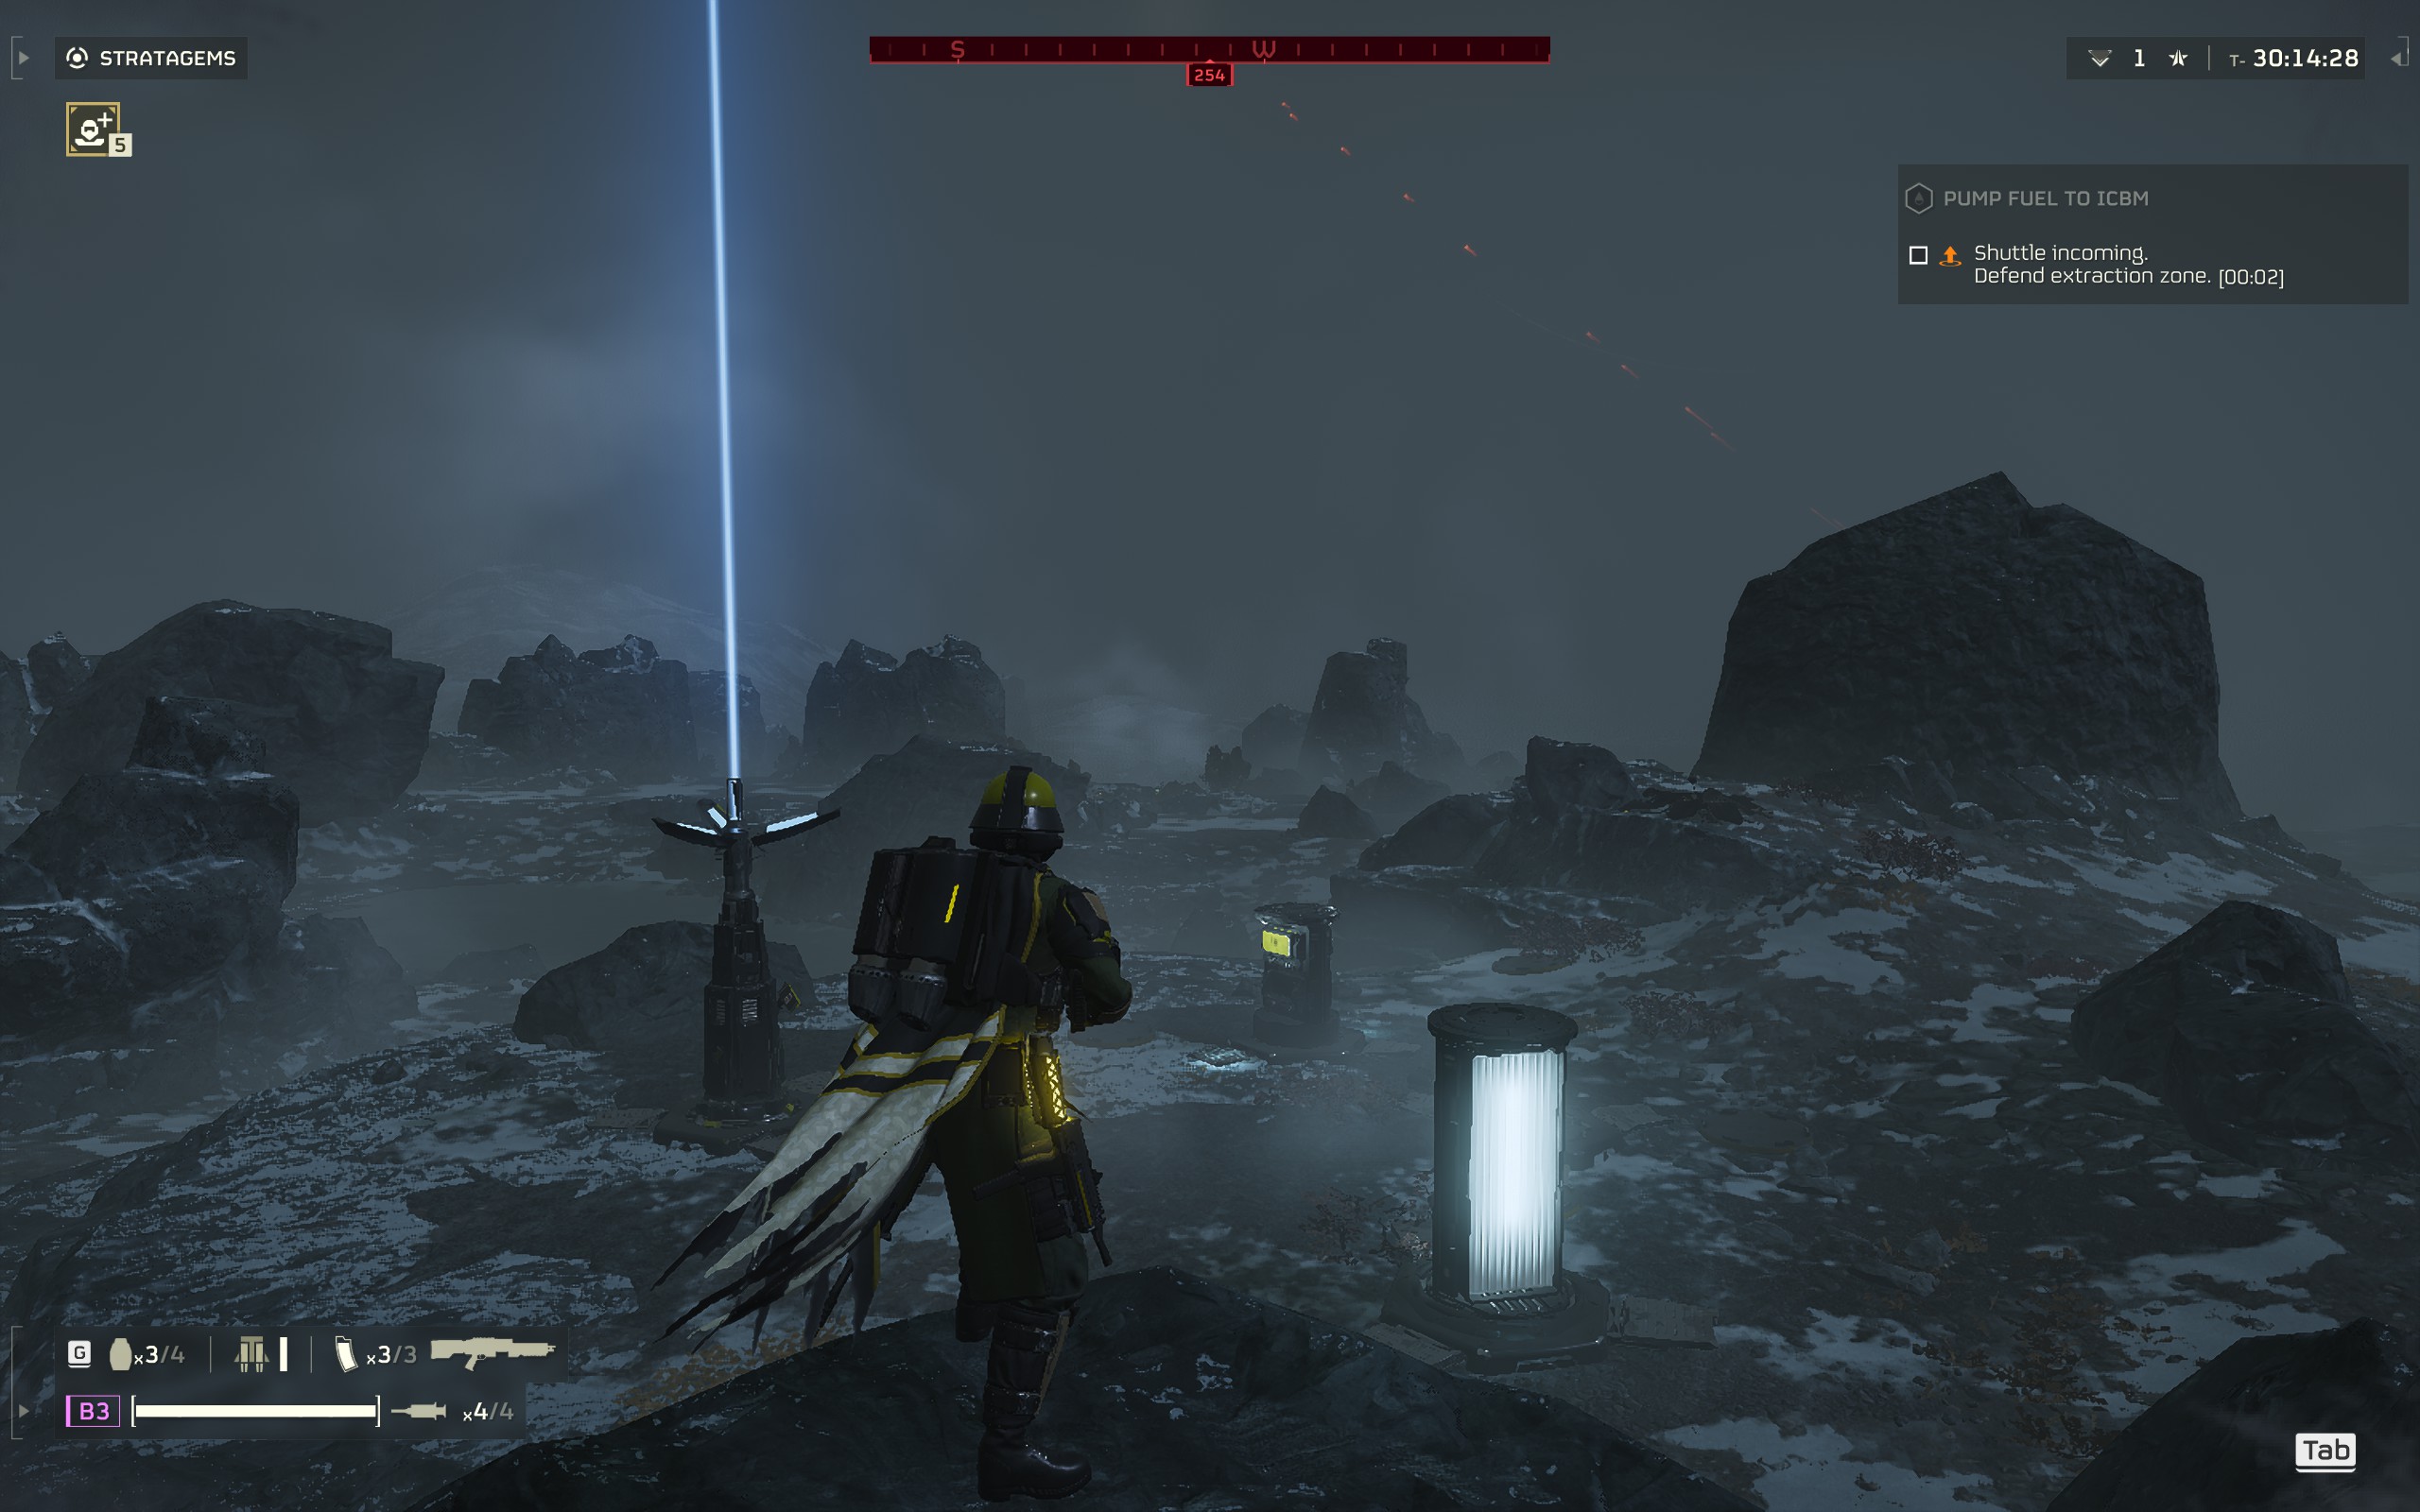 STRATAGEMS
5
S
W
254
1
T- 30:14:28
PUMP FUEL TO ICBM
Shuttle incoming.
Defend extraction zone. [00:02]
G
x3/4
x3/3
B3
x4/4
Tab